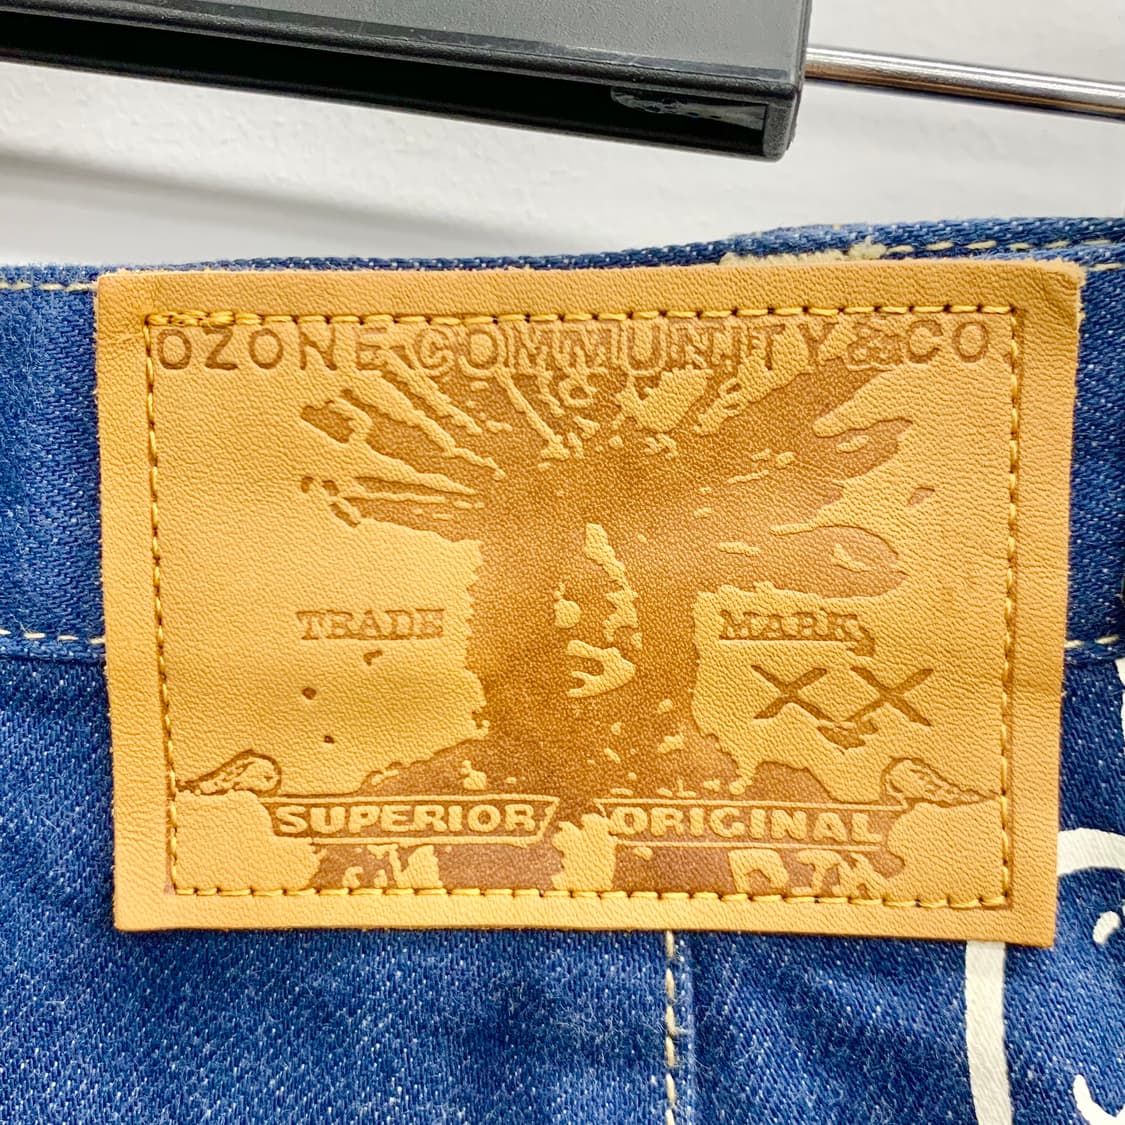 OZONE COMMUNITY & CO.
TRADE MARK
XX
SUPERIOR ORIGINAL